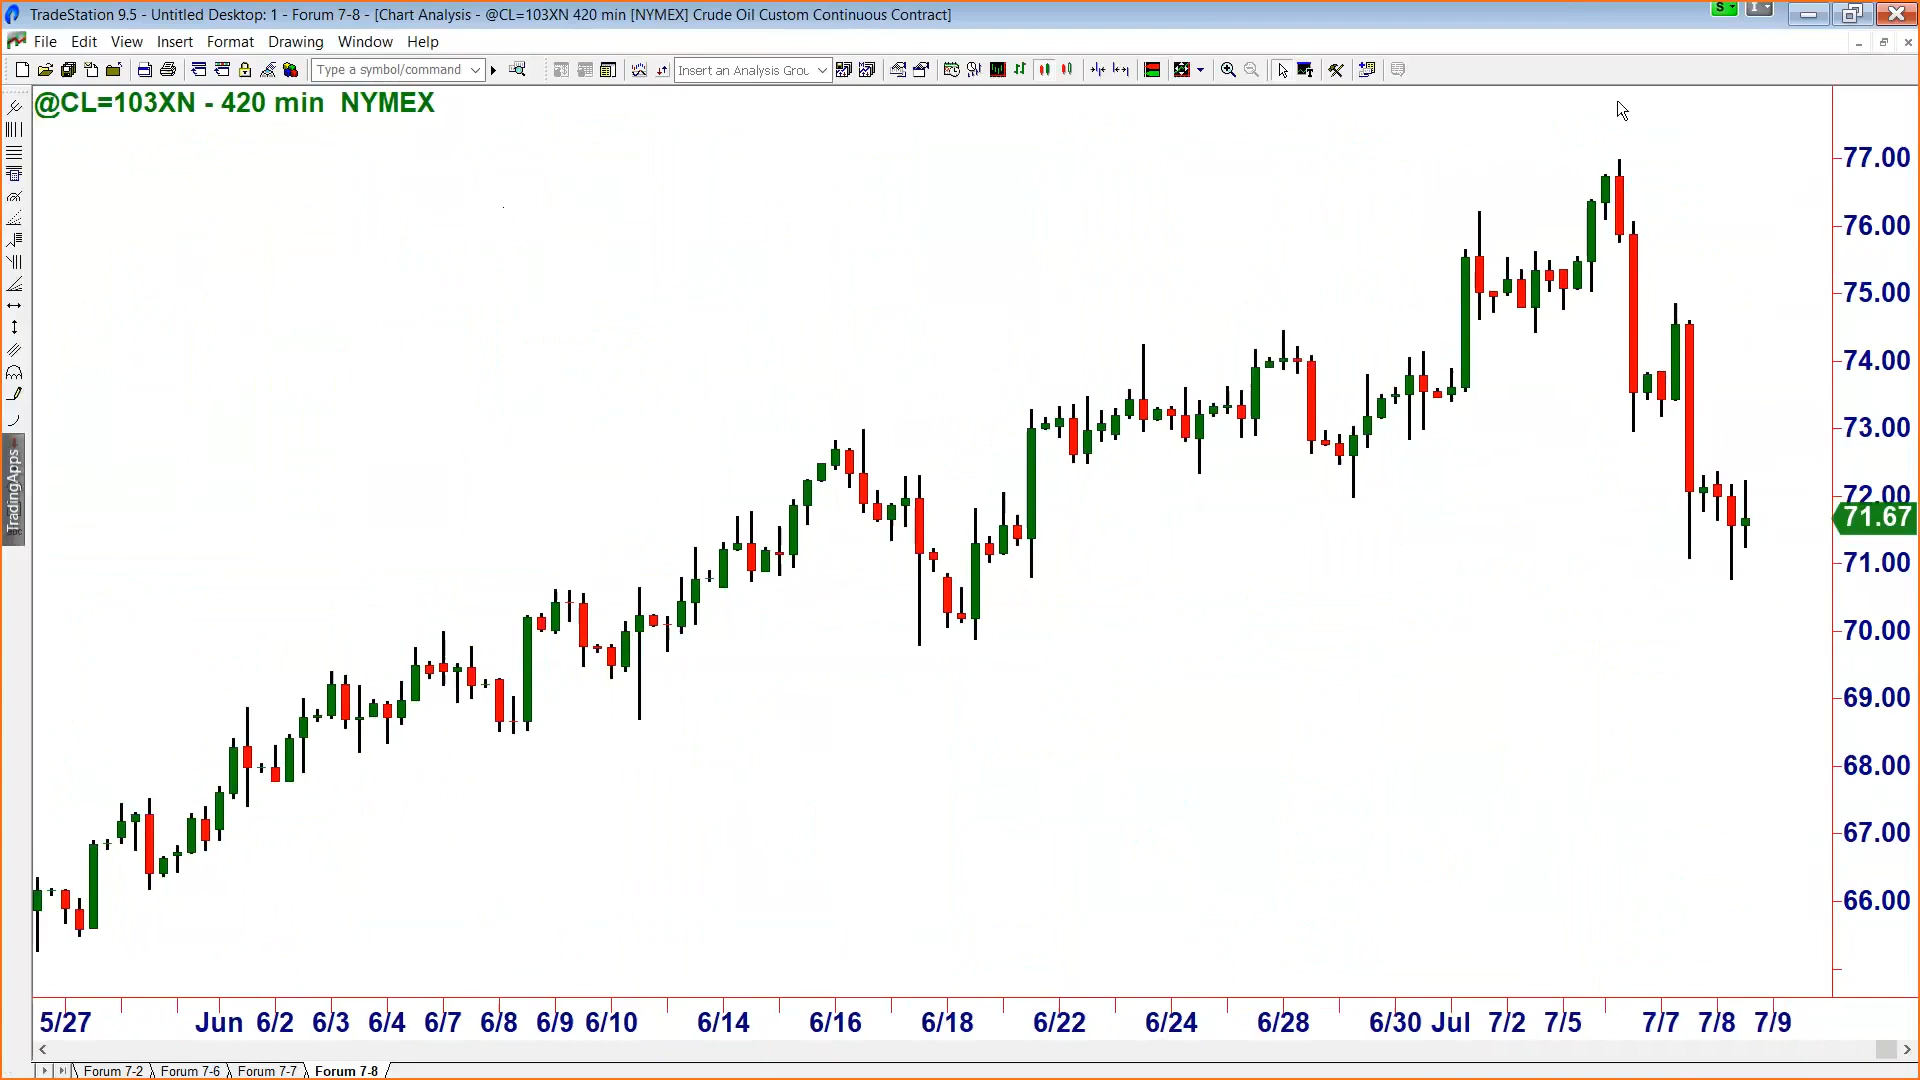 TradeStation 9.5 - Untitled Desktop: 1 - Forum 7-8 - [Chart Analysis - @CL=103XN 420 min [NYMEX] Crude Oil Custom Continuous Contract]
S
I
File Edit View Insert Format Drawing Window Help
Type a symbol/command
Insert an Analysis Grou
@CL=103XN - 420 min NYMEX
TradingApps
77.00
76.00
75.00
74.00
73.00
72.00
71.67
71.00
70.00
69.00
68.00
67.00
66.00
5/27 Jun 6/2 6/3 6/4 6/7 6/8 6/9 6/10 6/14 6/16 6/18 6/22 6/24 6/28 6/30 Jul 7/2 7/5 7/7 7/8 7/9
Forum 7-2 Forum 7-6 Forum 7-7 Forum 7-8